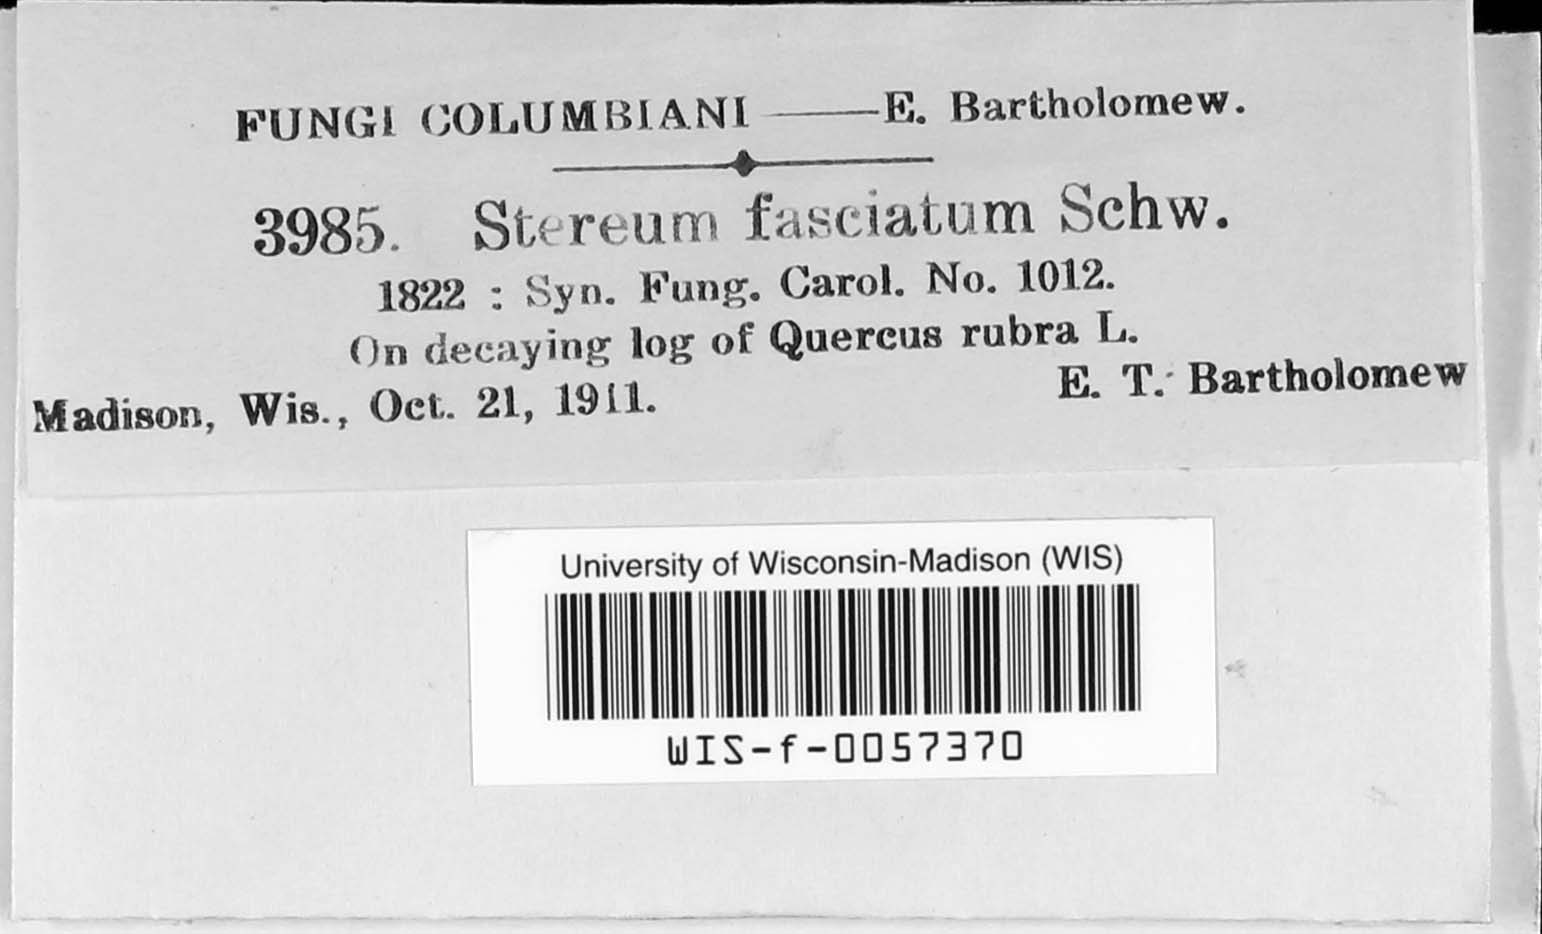 FUNGI COLUMBIANI —— E. Bartholomew.
3985. Stereum fasciatum Schw.
1822 : Syn. Fung. Carol. No. 1012.
On decaying log of Quercus rubra L.
Madison, Wis., Oct. 21, 1911. E. T. Bartholomew
University of Wisconsin-Madison (WIS)
WIS-f-0057370